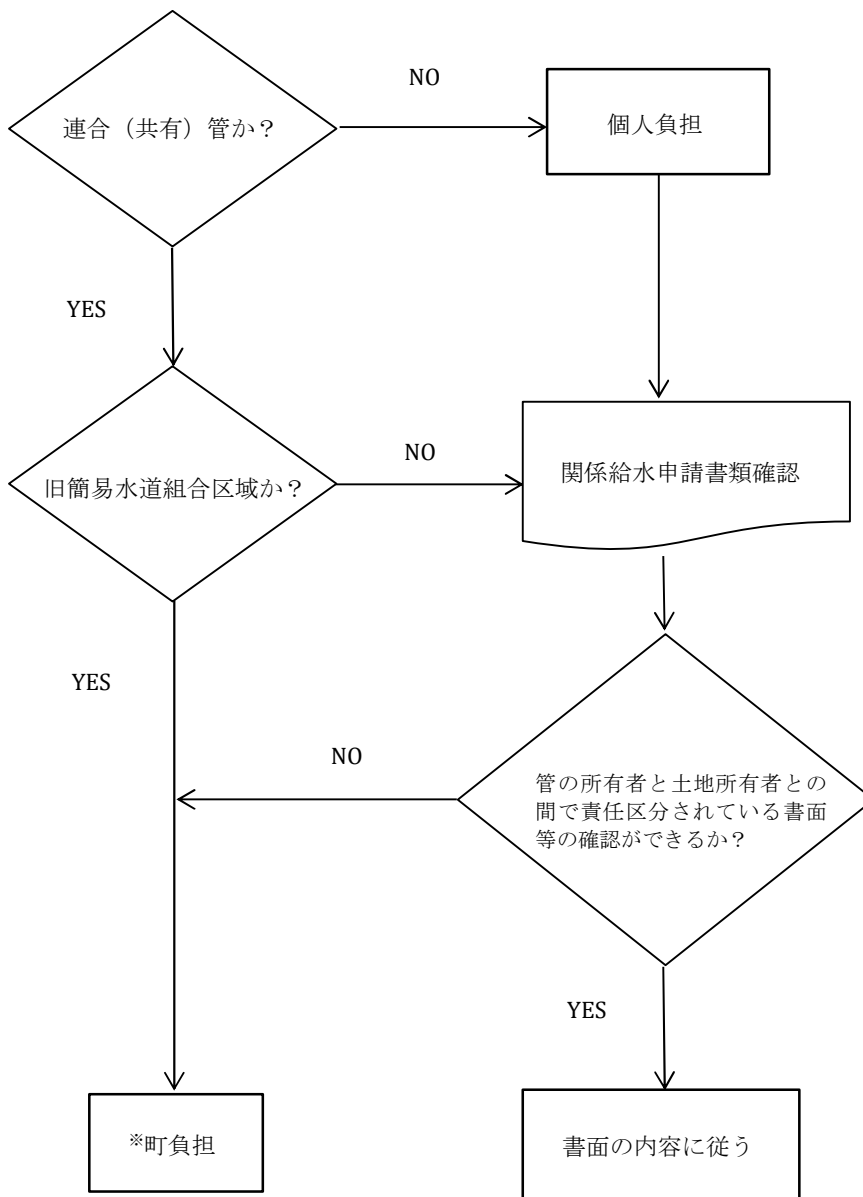 NO
連合（共有）管か？
個人負担
YES
NO
旧簡易水道組合区域か？
関係給水申請書類確認
YES
NO
管の所有者と土地所有者との
間で責任区分されている書面
等の確認ができるか？
YES
※町負担
書面の内容に従う